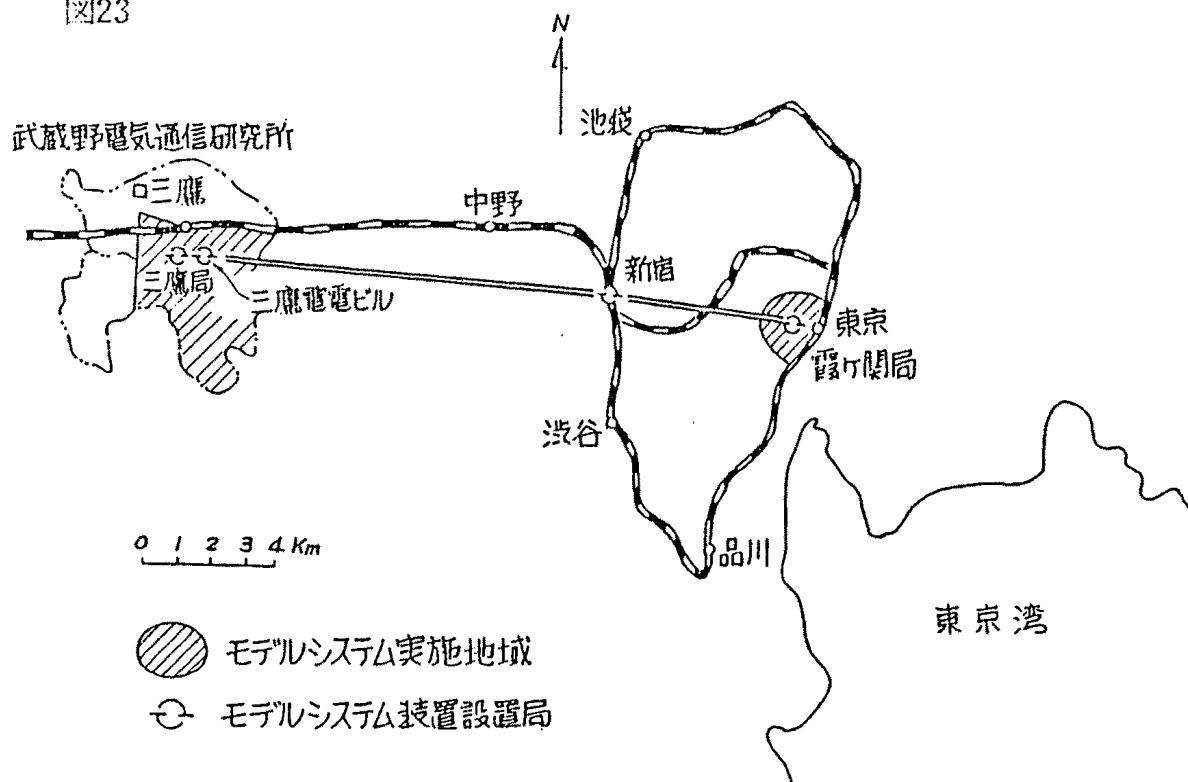 図23
N
池袋
武蔵野電気通信研究所
三鷹
中野
新宿
三鷹局
三鷹電電ビル
東京
霞ヶ関局
渋谷
0 1 2 3 4 Km
品川
東京湾
モデルシステム実施地域
モデルシステム装置設置局